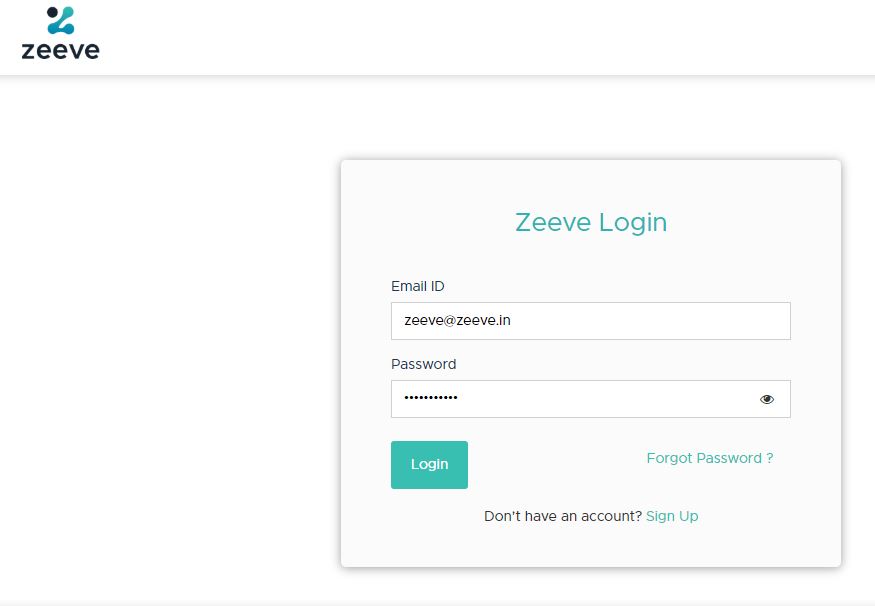 zeeve
Zeeve Login
Email ID
zeeve@zeeve.in
Password
•••••••••••
Login
Forgot Password ?
Don't have an account? Sign Up